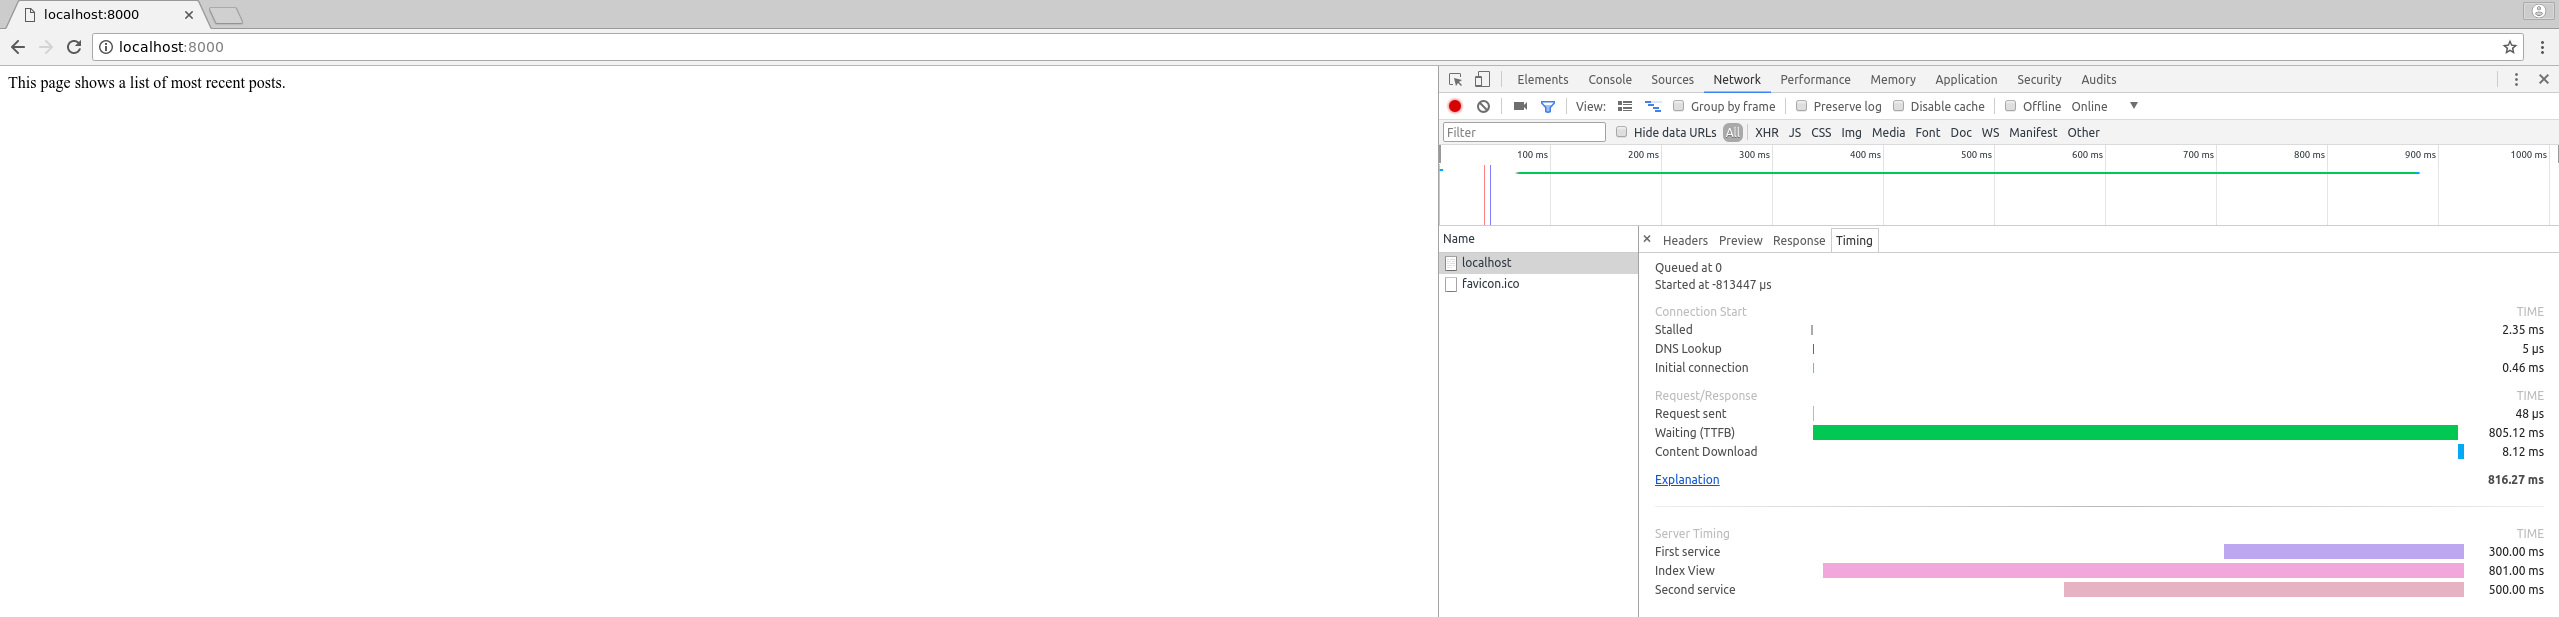 localhost:8000
localhost:8000
This page shows a list of most recent posts.
Elements Console Sources Network Performance Memory Application Security Audits
View: Group by frame Preserve log Disable cache Offline Online
Filter Hide data URLs All XHR JS CSS Img Media Font Doc WS Manifest Other
100 ms 200 ms 300 ms 400 ms 500 ms 600 ms 700 ms 800 ms 900 ms 1000 ms
Name
localhost
favicon.ico
Headers Preview Response Timing
Queued at 0
Started at -813447 μs
Connection Start TIME
Stalled 2.35 ms
DNS Lookup 5 μs
Initial connection 0.46 ms
Request/Response TIME
Request sent 48 μs
Waiting (TTFB) 805.12 ms
Content Download 8.12 ms
Explanation 816.27 ms
Server Timing TIME
First service 300.00 ms
Index View 801.00 ms
Second service 500.00 ms